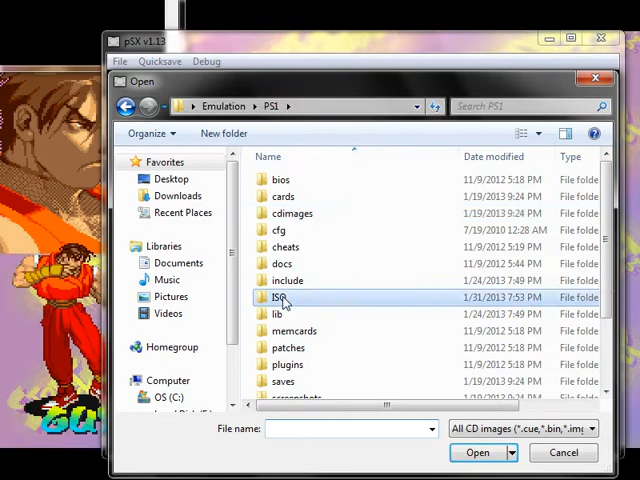 pSX v1.13
File Quicksave Debug
Open
Emulation PS1 Search PS1
Organize New folder
Name Date modified Type
Favorites
Desktop
Downloads
Recent Places
Libraries
Documents
Music
Pictures
Videos
Homegroup
Computer
OS (C:)
bios 11/9/2012 5:18 PM File folde
cards 1/19/2013 9:24 PM File folde
cdimages 1/19/2013 9:24 PM File folde
cfg 7/19/2010 12:28 AM File folde
cheats 11/9/2012 5:19 PM File folde
docs 11/9/2012 5:44 PM File folde
include 1/24/2013 7:49 PM File folde
ISO 1/31/2013 7:53 PM File folde
lib 1/24/2013 7:49 PM File folde
memcards 11/9/2012 5:18 PM File folde
patches 11/9/2012 5:18 PM File folde
plugins 11/9/2012 5:18 PM File folde
saves 1/19/2013 9:24 PM File folde
File name: All CD images (*.cue,*.bin,*.img
Open Cancel